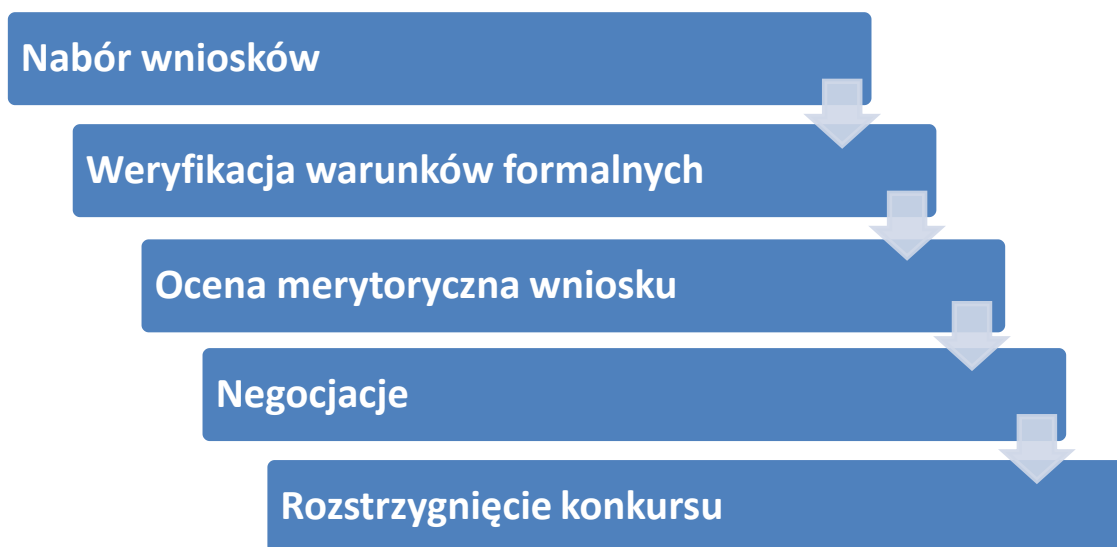 Nabór wniosków
Weryfikacja warunków formalnych
Ocena merytoryczna wniosku
Negocjacje
Rozstrzygnięcie konkursu